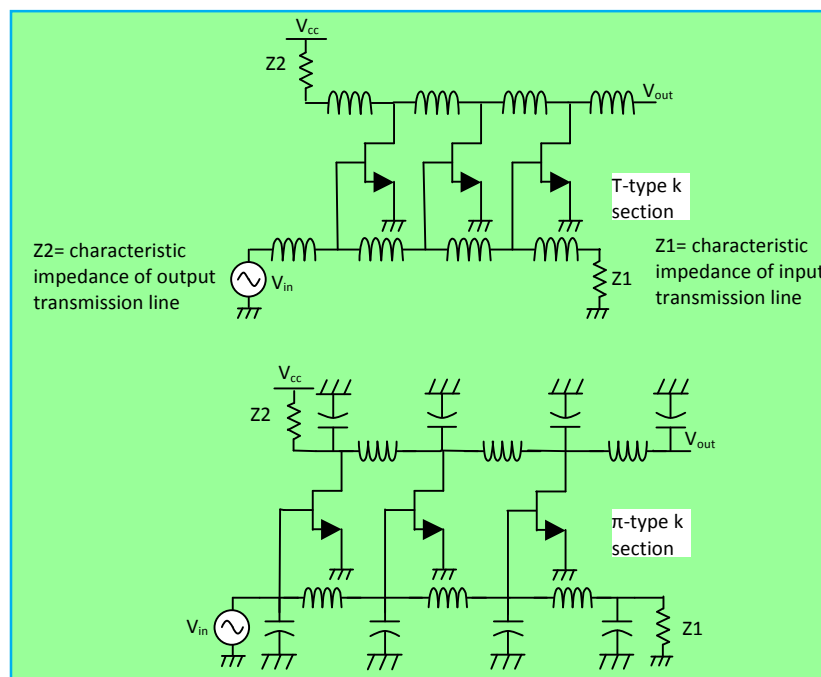 Vcc
Z2
Vout
T-type k
section
Z2= characteristic
impedance of output
transmission line
Vin
Z1
Z1= characteristic
impedance of input
transmission line
Vcc
Z2
Vout
π-type k
section
Vin
Z1